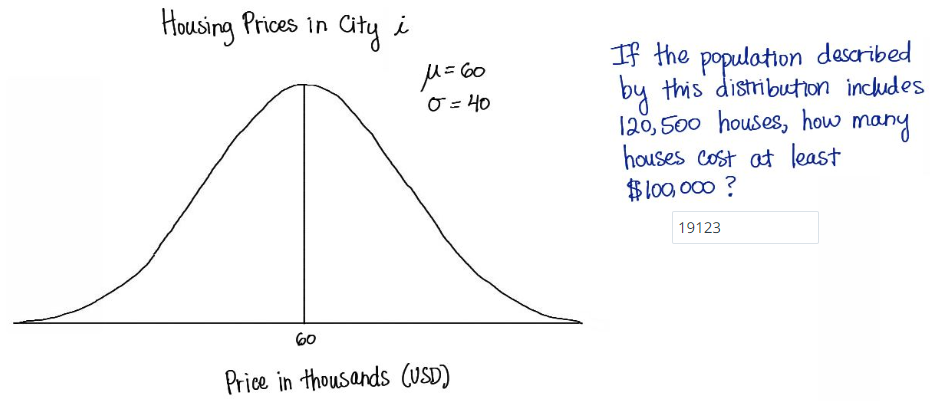 Housing Prices in City i
μ = 60
σ = 40
If the population described
by this distribution includes
120,500 houses, how many
houses cost at least
$100,000 ?
19123
60
Price in thousands (USD)